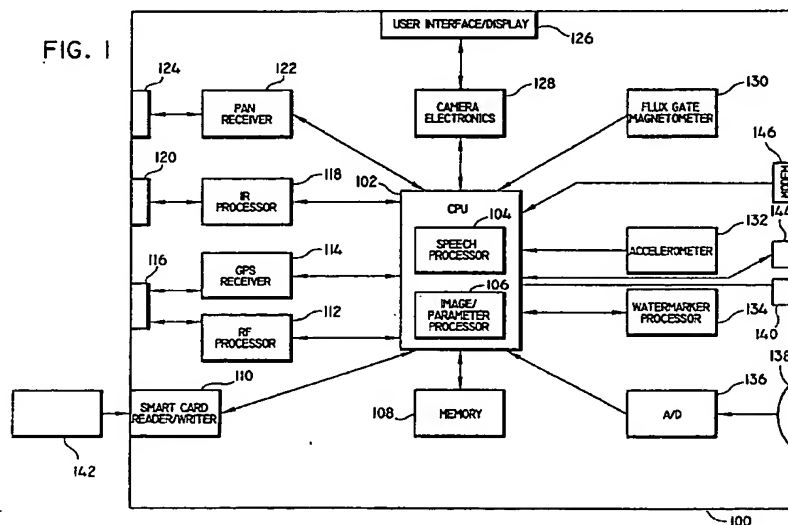 FIG. 1
USER INTERFACE/DISPLAY
126
124
122
PAN
RECEIVER
128
CAMERA
ELECTRONICS
130
FLUX GATE
MAGNETOMETER
146
MODEM
120
118
IR
PROCESSOR
102
CPU
104
SPEECH
PROCESSOR
132
ACCELEROMETER
144
116
114
GPS
RECEIVER
106
IMAGE/
PARAMETER
PROCESSOR
WATERMARKER
PROCESSOR
134
140
112
RF
PROCESSOR
110
SMART CARD
READER/WRITER
142
108
MEMORY
136
A/D
138
100